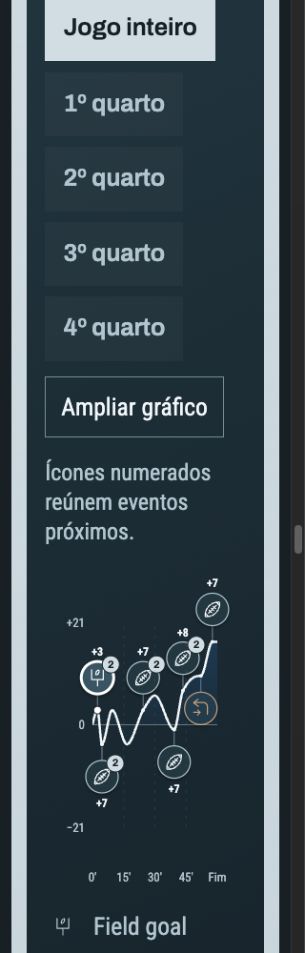 Jogo inteiro
1º quarto
2º quarto
3º quarto
4º quarto
Ampliar gráfico
Ícones numerados
reúnem eventos
próximos.
+7
+21
+8
2
+3
2
+7
2
0
2
+7
+7
−21
0' 15' 30' 45' Fim
Field goal